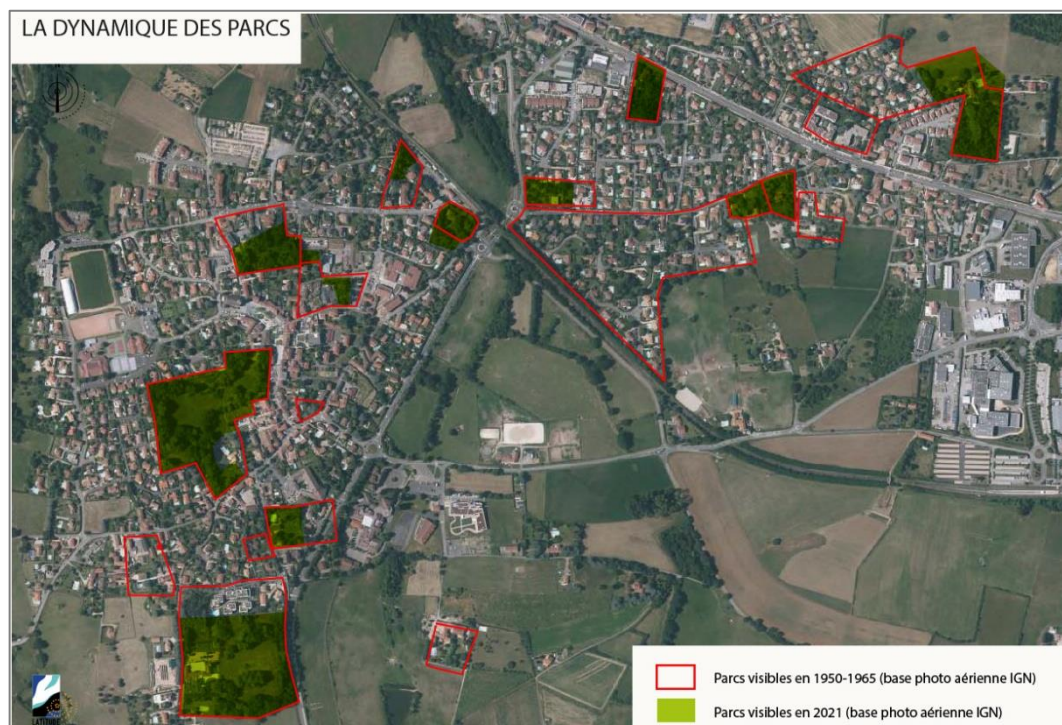 LA DYNAMIQUE DES PARCS
Parcs visibles en 1950-1965 (base photo aérienne IGN)
Parcs visibles en 2021 (base photo aérienne IGN)